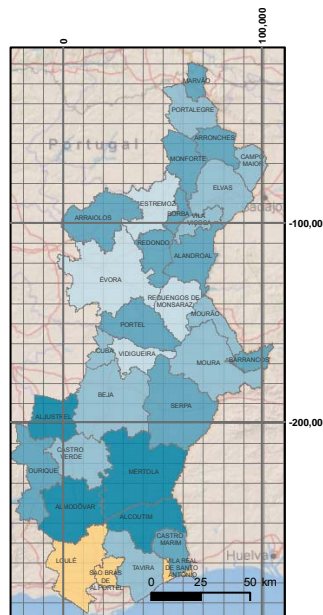 0
100,000
MARVÃO
PORTALEGRE
Portugal
ARRONCHES
CAMPO
MAIOR
MONFORTE
ELVAS
ESTREMOZ
BORBA
VILA
VIÇOSA
ARRAIOLOS
-100,00
REDONDO
ALANDROAL
ÉVORA
REGUENGOS DE
MONSARAZ
MOURÃO
PORTEL
CUBA
VIDIGUEIRA
MOURA
BARRANCOS
BEJA
SERPA
ALJUSTREL
-200,00
CASTRO
VERDE
OURIQUE
MÉRTOLA
ALMODÔVAR
ALCOUTIM
CASTRO
MARIM
LOULÉ
SÃO BRÁS
DE
ALPORTEL
TAVIRA
VILA REAL
DE SANTO
ANTÓNIO
Huelva
0 25 50 km